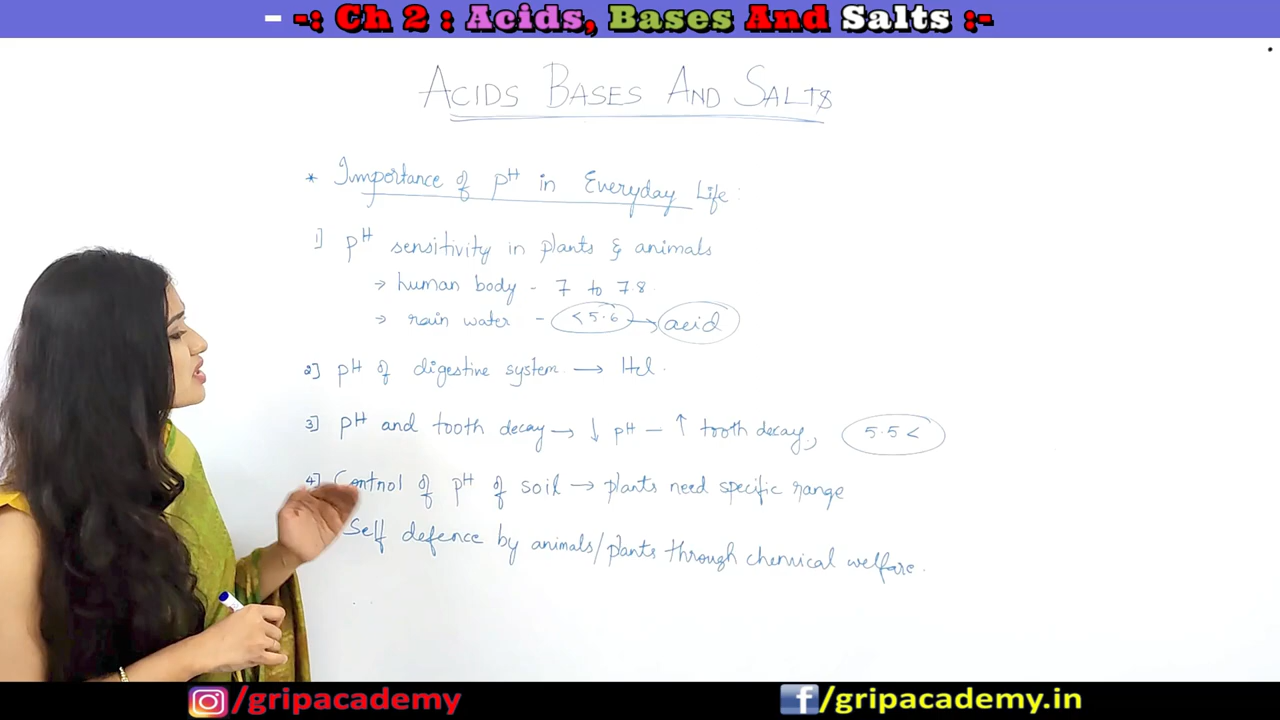 - -: Ch 2 : Acids, Bases And Salts :-
ACIDS BASES AND SALTS
* Importance of pH in Everyday Life :
1] pH sensitivity in plants & animals
→ human body - 7 to 7.8
→ rain water - <5.6 → acid
2] pH of digestive system → Hcl.
3] pH and tooth decay → ↓ pH - ↑ tooth decay, 5.5<
4] Control of pH of soil → plants need specific range
Self defence by animals/plants through chemical welfare.
/gripacademy
/gripacademy.in